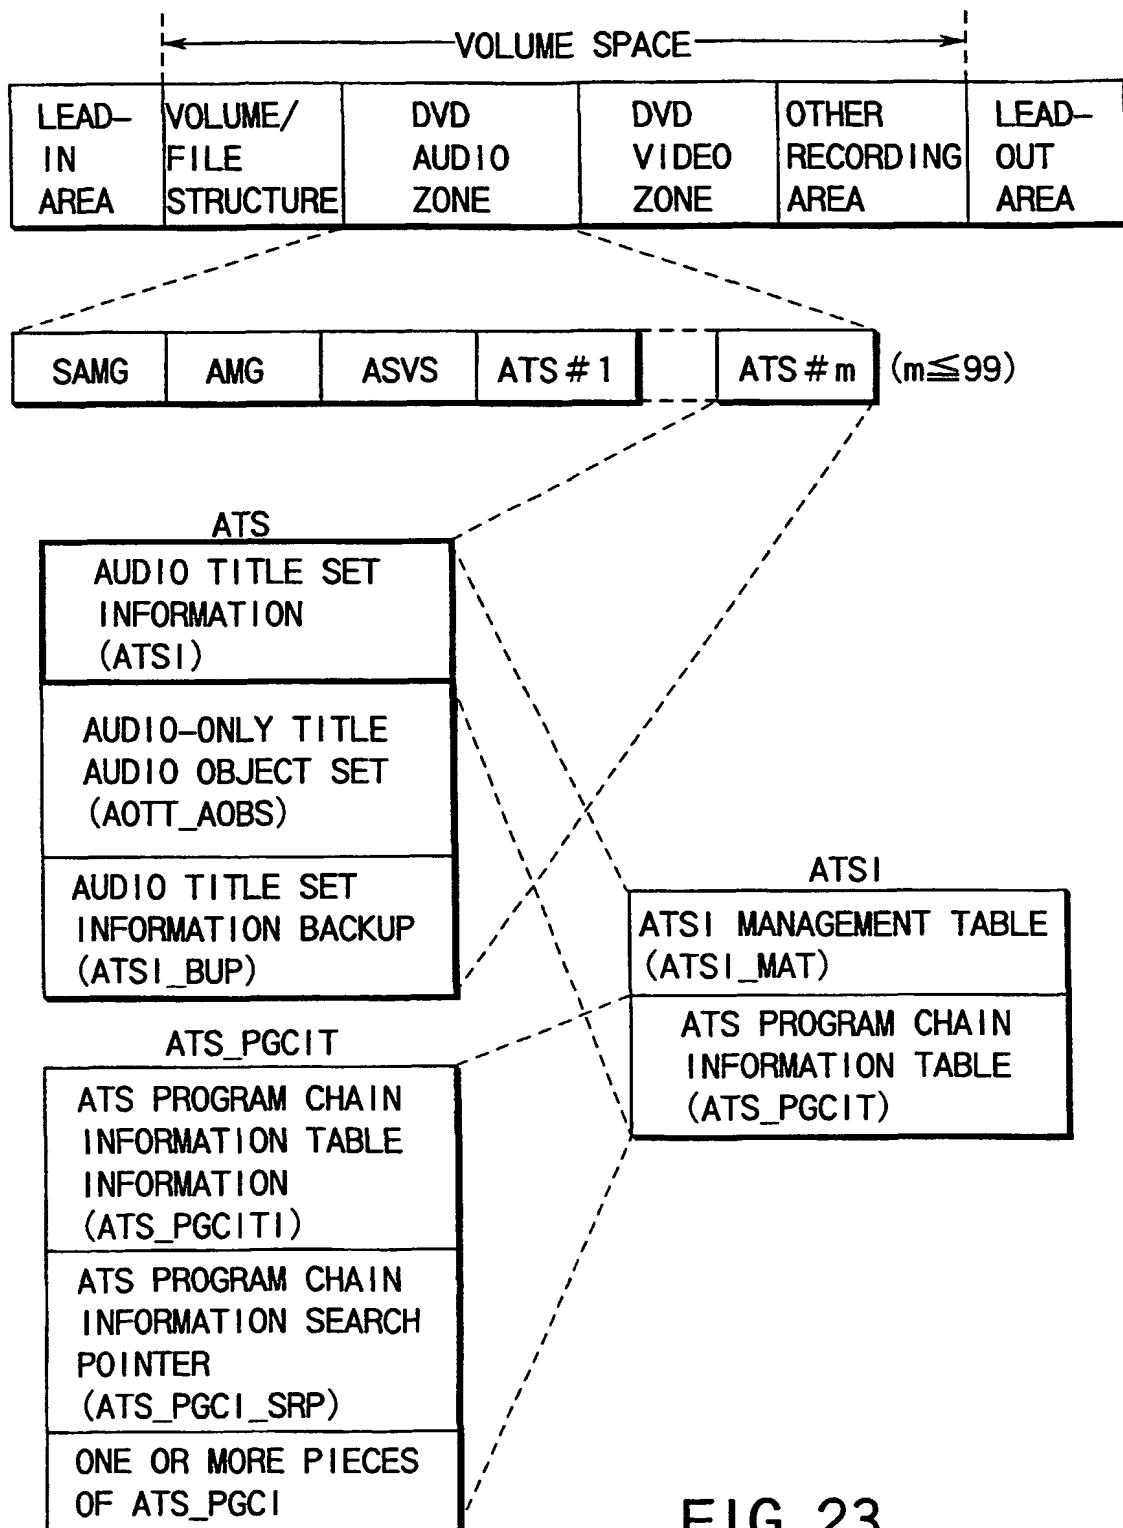 VOLUME SPACE
LEAD-
IN
AREA
VOLUME/
FILE
STRUCTURE
DVD
AUDIO
ZONE
DVD
VIDEO
ZONE
OTHER
RECORDING
AREA
LEAD-
OUT
AREA
SAMG
AMG
ASVS
ATS#1
ATS#m
(m≦99)
ATS
AUDIO TITLE SET
INFORMATION
(ATSI)
AUDIO-ONLY TITLE
AUDIO OBJECT SET
(AOTT_AOBS)
AUDIO TITLE SET
INFORMATION BACKUP
(ATSI_BUP)
ATSI
ATSI MANAGEMENT TABLE
(ATSI_MAT)
ATS PROGRAM CHAIN
INFORMATION TABLE
(ATS_PGCIT)
ATS_PGCIT
ATS PROGRAM CHAIN
INFORMATION TABLE
INFORMATION
(ATS_PGCITI)
ATS PROGRAM CHAIN
INFORMATION SEARCH
POINTER
(ATS_PGCI_SRP)
ONE OR MORE PIECES
OF ATS_PGCI
FIG. 23